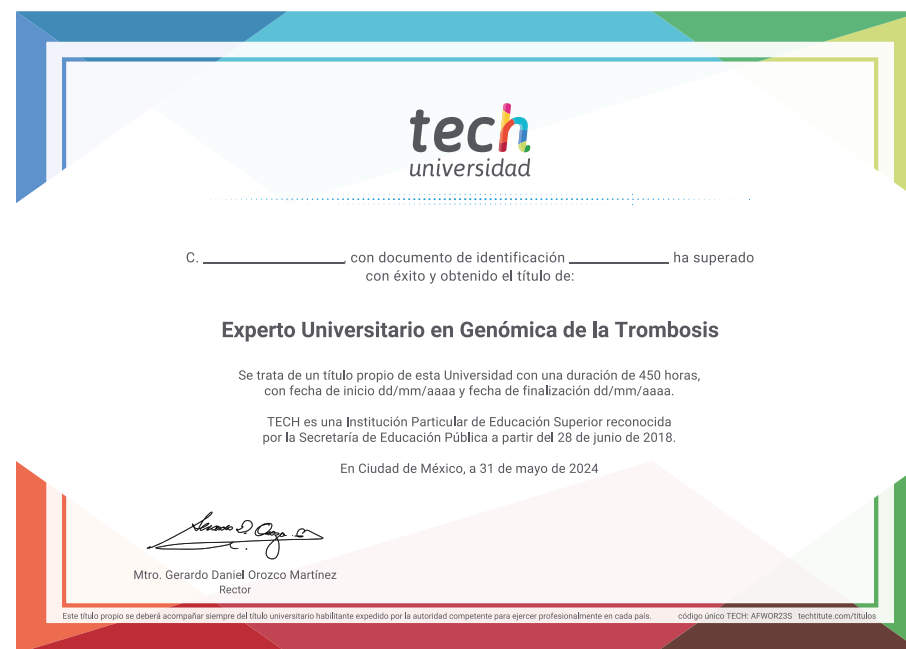 tech
universidad
C. ____________________, con documento de identificación ______________ ha superado
con éxito y obtenido el título de:
Experto Universitario en Genómica de la Trombosis
Se trata de un título propio de esta Universidad con una duración de 450 horas,
con fecha de inicio dd/mm/aaaa y fecha de finalización dd/mm/aaaa.
TECH es una Institución Particular de Educación Superior reconocida
por la Secretaría de Educación Pública a partir del 28 de junio de 2018.
En Ciudad de México, a 31 de mayo de 2024
Mtro. Gerardo Daniel Orozco Martínez
Rector
Este título propio se deberá acompañar siempre del título universitario habilitante expedido por la autoridad competente para ejercer profesionalmente en cada país. código único TECH: AFWOR23S techtitute.com/titulos